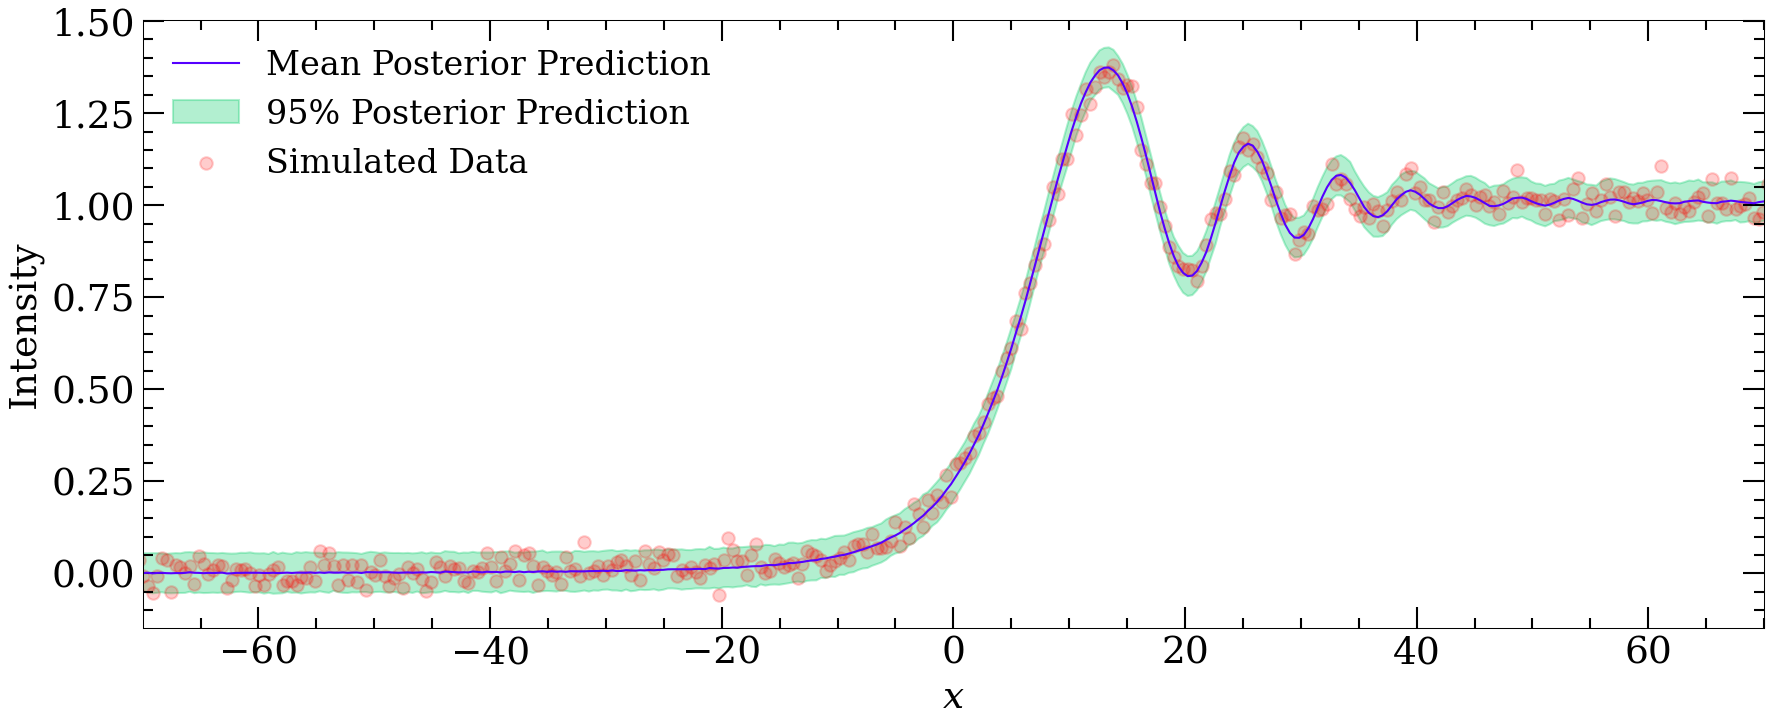 1.50
1.25
1.00
0.75
0.50
0.25
0.00
Intensity
Mean Posterior Prediction
95% Posterior Prediction
Simulated Data
−60 −40 −20 0 20 40 60
x